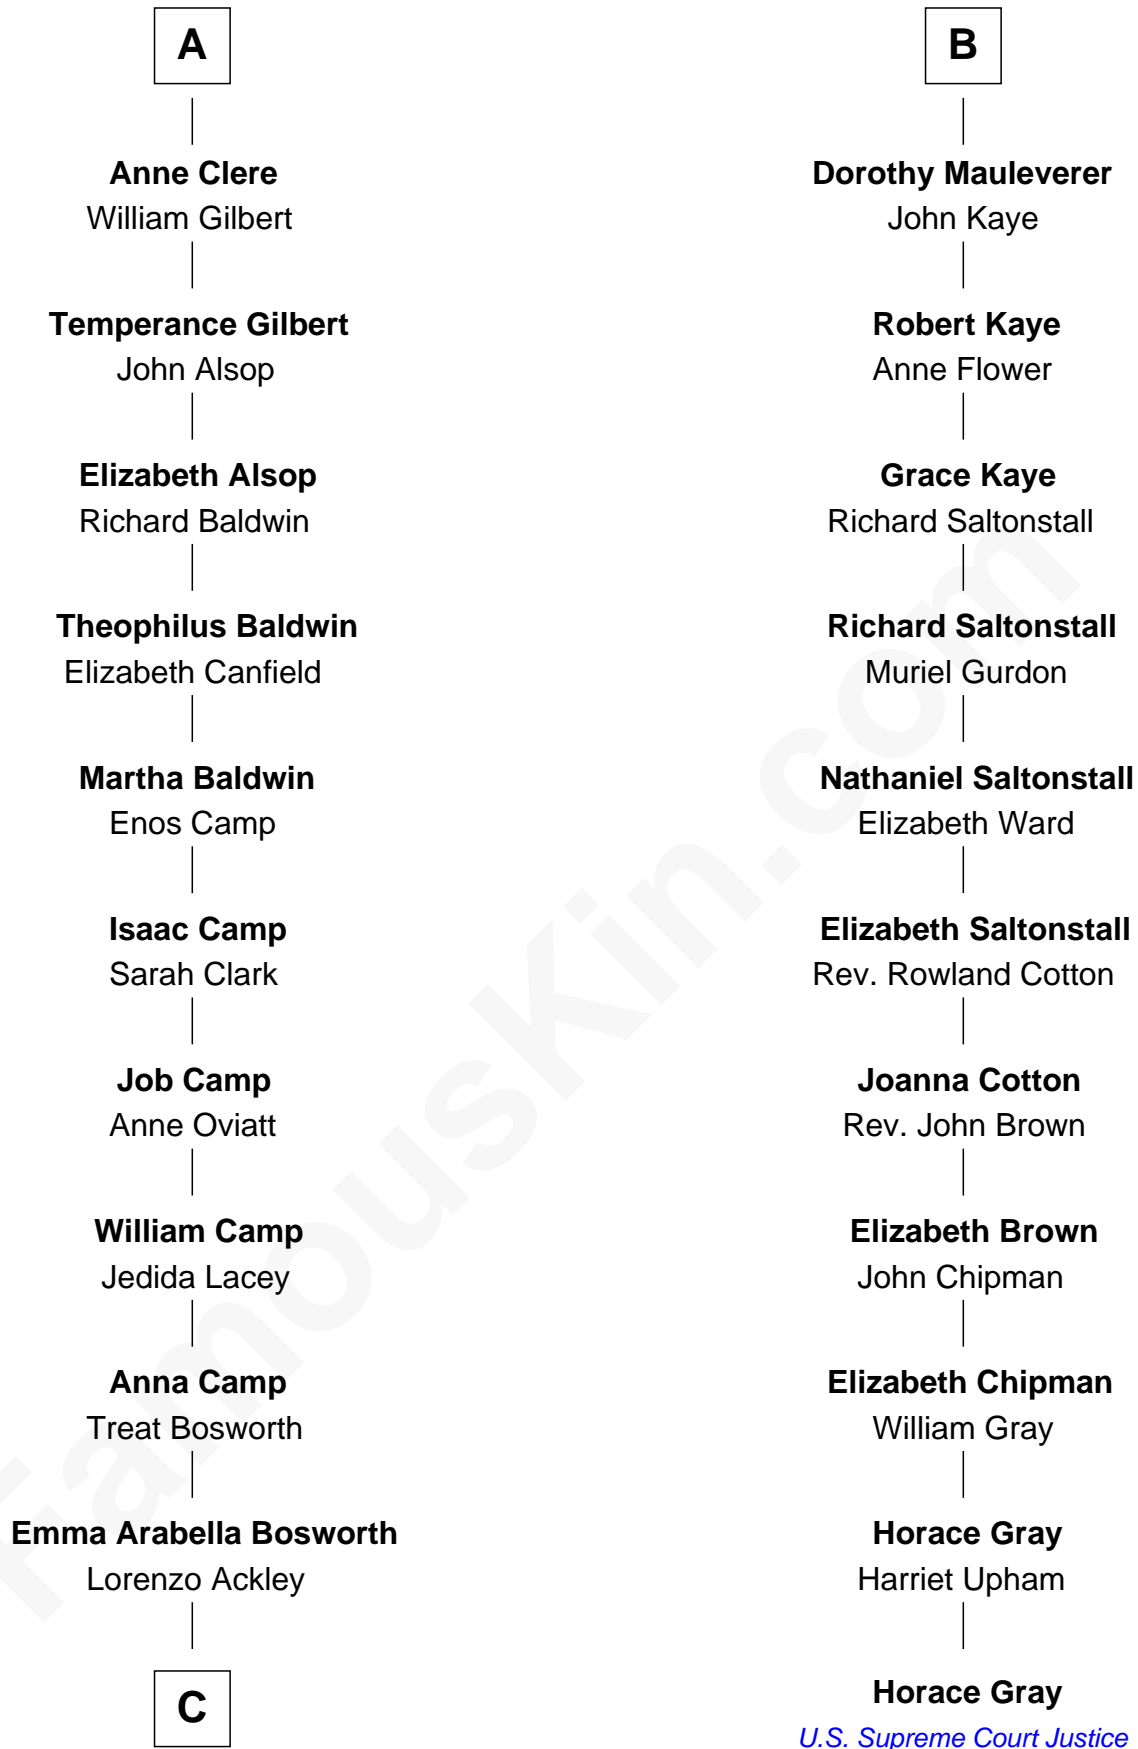 A
Anne Clere
William Gilbert
Temperance Gilbert
John Alsop
Elizabeth Alsop
Richard Baldwin
Theophilus Baldwin
Elizabeth Canfield
Martha Baldwin
Enos Camp
Isaac Camp
Sarah Clark
Job Camp
Anne Oviatt
William Camp
Jedida Lacey
Anna Camp
Treat Bosworth
Emma Arabella Bosworth
Lorenzo Ackley
C
B
Dorothy Mauleverer
John Kaye
Robert Kaye
Anne Flower
Grace Kaye
Richard Saltonstall
Richard Saltonstall
Muriel Gurdon
Nathaniel Saltonstall
Elizabeth Ward
Elizabeth Saltonstall
Rev. Rowland Cotton
Joanna Cotton
Rev. John Brown
Elizabeth Brown
John Chipman
Elizabeth Chipman
William Gray
Horace Gray
Harriet Upham
Horace Gray
U.S. Supreme Court Justice
FamousKin.com